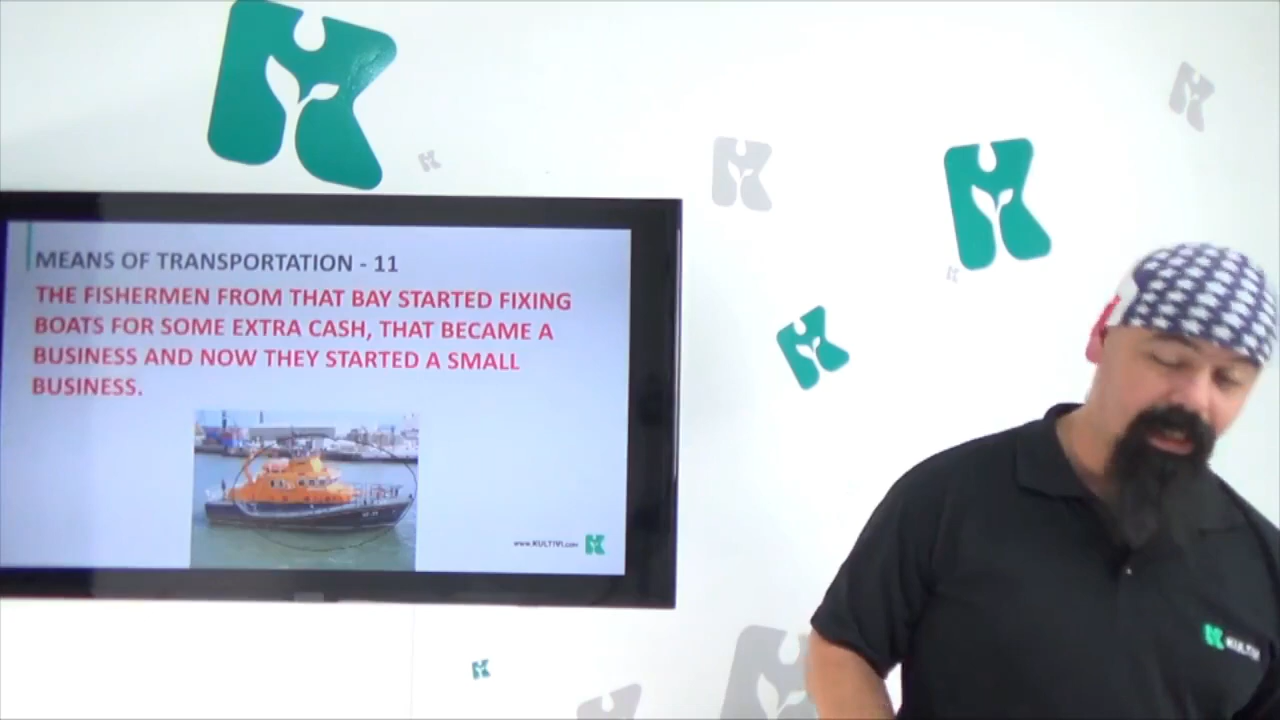 MEANS OF TRANSPORTATION - 11
THE FISHERMEN FROM THAT BAY STARTED FIXING
BOATS FOR SOME EXTRA CASH, THAT BECAME A
BUSINESS AND NOW THEY STARTED A SMALL
BUSINESS.
www.KULTIVI.com
KULTIVI